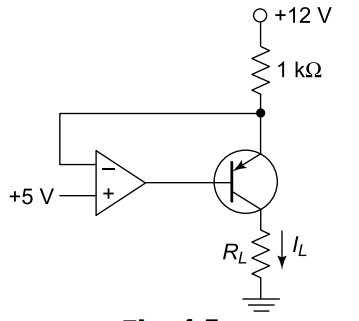 +12 V
1 kΩ
−
+5 V
+
R_L
I_L